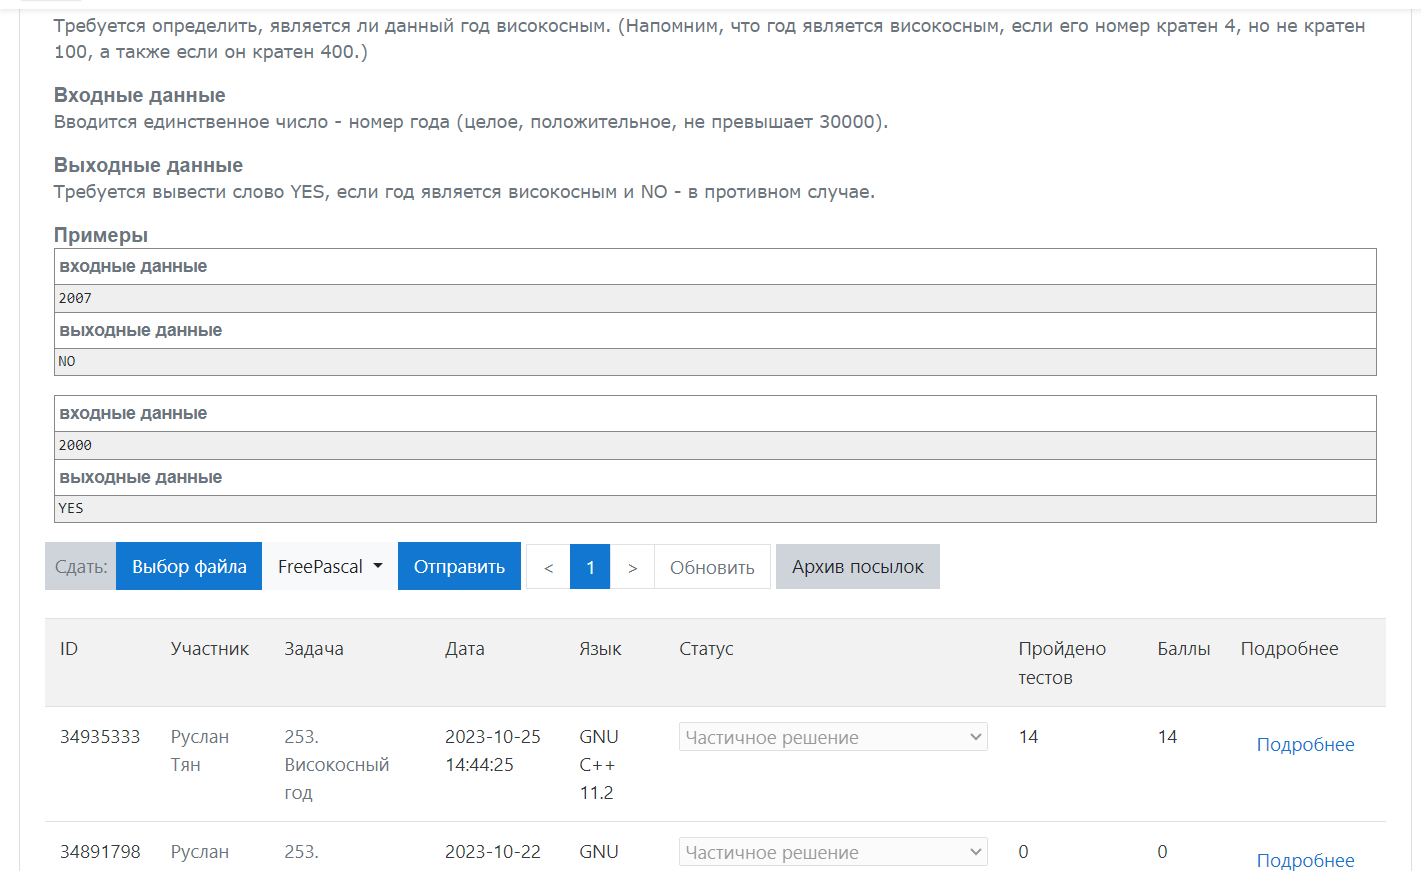 Требуется определить, является ли данный год високосным. (Напомним, что год является високосным, если его номер кратен 4, но не кратен
100, а также если он кратен 400.)
Входные данные
Вводится единственное число - номер года (целое, положительное, не превышает 30000).
Выходные данные
Требуется вывести слово YES, если год является високосным и NO - в противном случае.
Примеры
входные данные
2007
выходные данные
NO
входные данные
2000
выходные данные
YES
Сдать: Выбор файла FreePascal Отправить < 1 > Обновить Архив посылок
ID Участник Задача Дата Язык Статус Пройдено тестов Баллы Подробнее
34935333 Руслан Тян 253. Високосный год 2023-10-25 14:44:25 GNU C++ 11.2 Частичное решение 14 14 Подробнее
34891798 Руслан 253. 2023-10-22 GNU Частичное решение 0 0 Подробнее